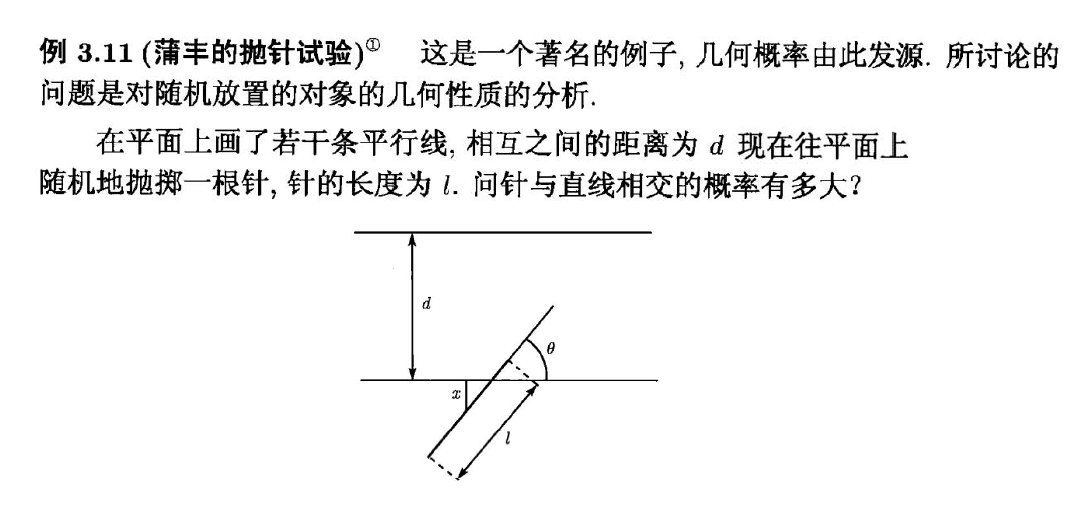 例 3.11 (蒲丰的抛针试验)① 这是一个著名的例子, 几何概率由此发源. 所讨论的
问题是对随机放置的对象的几何性质的分析.
在平面上画了若干条平行线, 相互之间的距离为 d 现在往平面上
随机地抛掷一根针, 针的长度为 l. 问针与直线相交的概率有多大?
d
θ
x
l